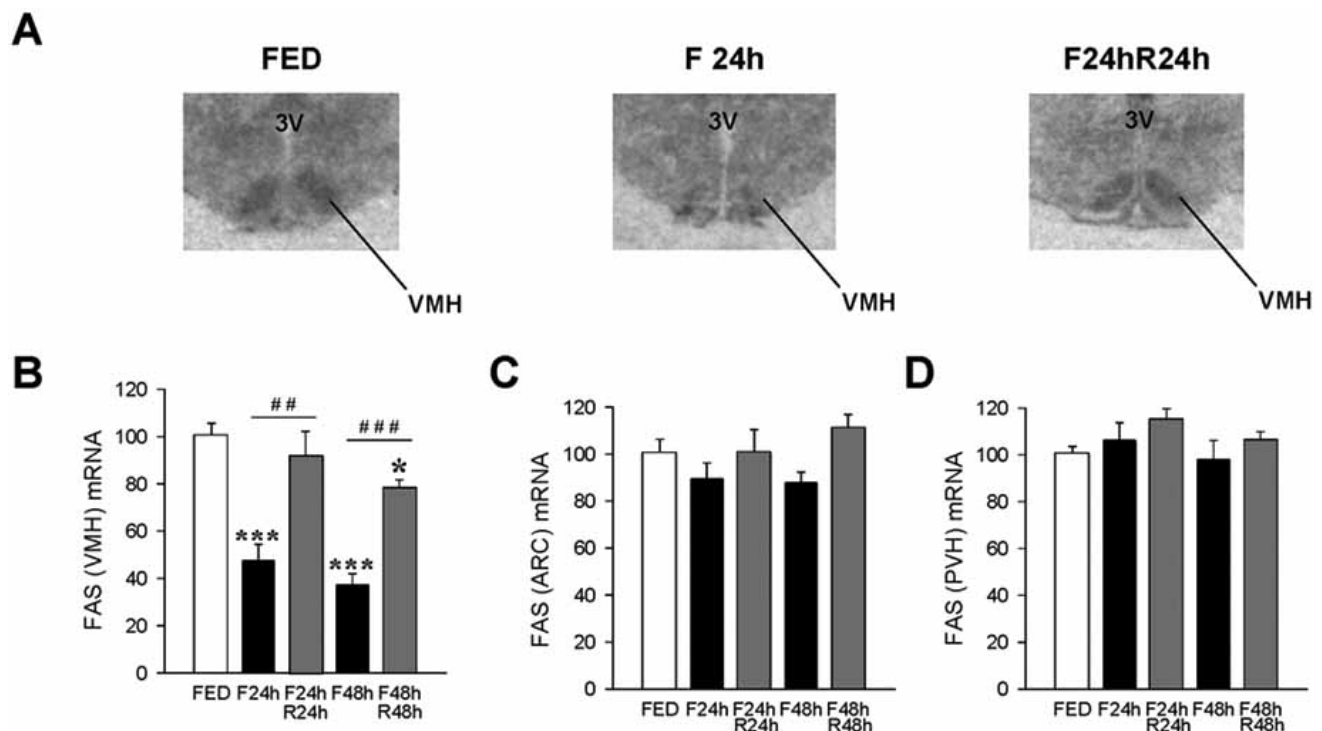 A
FED
F 24h
F24hR24h
3V
3V
3V
VMH
VMH
VMH
B
FAS (VMH) mRNA
120
100
80
60
40
20
0
##
###
***
***
*
FED F24h F24h F48h F48h
R24h R48h
C
FAS (ARC) mRNA
120
100
80
60
40
20
0
FED F24h F24h F48h F48h
R24h R48h
D
FAS (PVH) mRNA
120
100
80
60
40
20
0
FED F24h F24h F48h F48h
R24h R48h